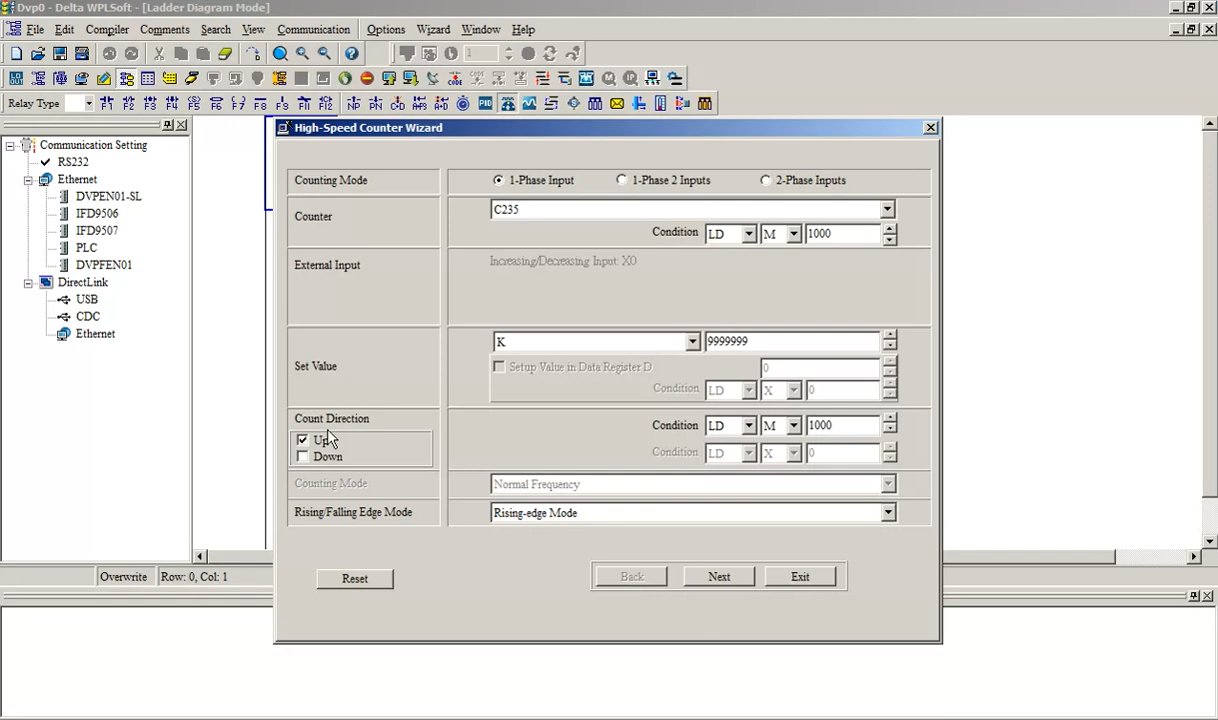 Dvp0 - Delta WPLSoft - [Ladder Diagram Mode]
File Edit Compiler Comments Search View Communication Options Wizard Window Help
1
Relay Type
Communication Setting
RS232
Ethernet
DVPEN01-SL
IFD9506
IFD9507
PLC
DVPFEN01
DirectLink
USB
CDC
Ethernet
High-Speed Counter Wizard
Counting Mode 1-Phase Input 1-Phase 2 Inputs 2-Phase Inputs
Counter C235
Condition LD M 1000
External Input Increasing/Decreasing Input: X0
Set Value K 9999999
Setup Value in Data Register D 0
Condition LD X 0
Count Direction
Up Condition LD M 1000
Down Condition LD X 0
Counting Mode Normal Frequency
Rising/Falling Edge Mode Rising-edge Mode
Reset Back Next Exit
Overwrite Row: 0, Col: 1